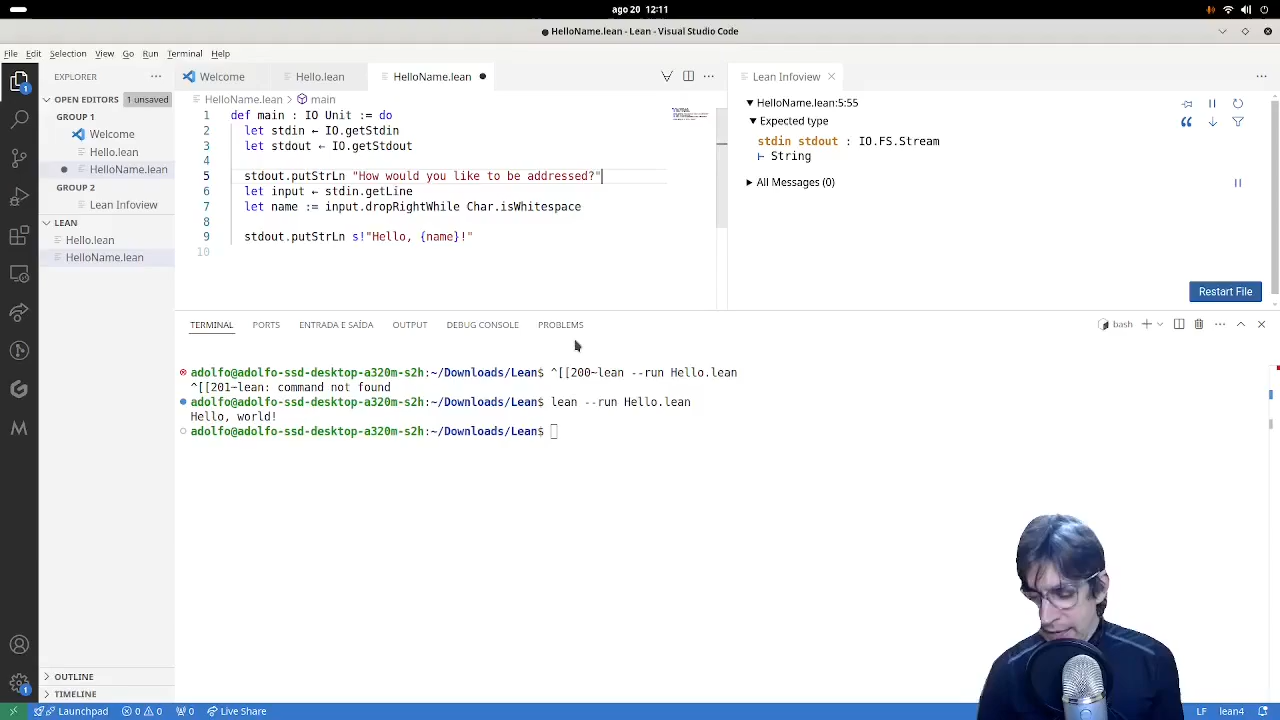 ago 20 12:11
HelloName.lean - Lean - Visual Studio Code
File Edit Selection View Go Run Terminal Help
EXPLORER
OPEN EDITORS 1 unsaved
GROUP 1
Welcome
Hello.lean
HelloName.lean
GROUP 2
Lean Infoview
LEAN
Hello.lean
HelloName.lean
OUTLINE
TIMELINE
Welcome Hello.lean HelloName.lean
HelloName.lean > main
1 def main : IO Unit := do
2 let stdin ← IO.getStdin
3 let stdout ← IO.getStdout
4
5 stdout.putStrLn "How would you like to be addressed?"
6 let input ← stdin.getLine
7 let name := input.dropRightWhile Char.isWhitespace
8
9 stdout.putStrLn s!"Hello, {name}!"
10
Lean Infoview
HelloName.lean:5:55
Expected type
stdin stdout : IO.FS.Stream
⊢ String
All Messages (0)
Restart File
TERMINAL PORTS ENTRADA E SAÍDA OUTPUT DEBUG CONSOLE PROBLEMS
bash
adolfo@adolfo-ssd-desktop-a320m-s2h:~/Downloads/Lean$ ^[[200~lean --run Hello.lean
^[[201~lean: command not found
adolfo@adolfo-ssd-desktop-a320m-s2h:~/Downloads/Lean$ lean --run Hello.lean
Hello, world!
adolfo@adolfo-ssd-desktop-a320m-s2h:~/Downloads/Lean$
1
1
Launchpad 0 0 0 Live Share
LF lean4